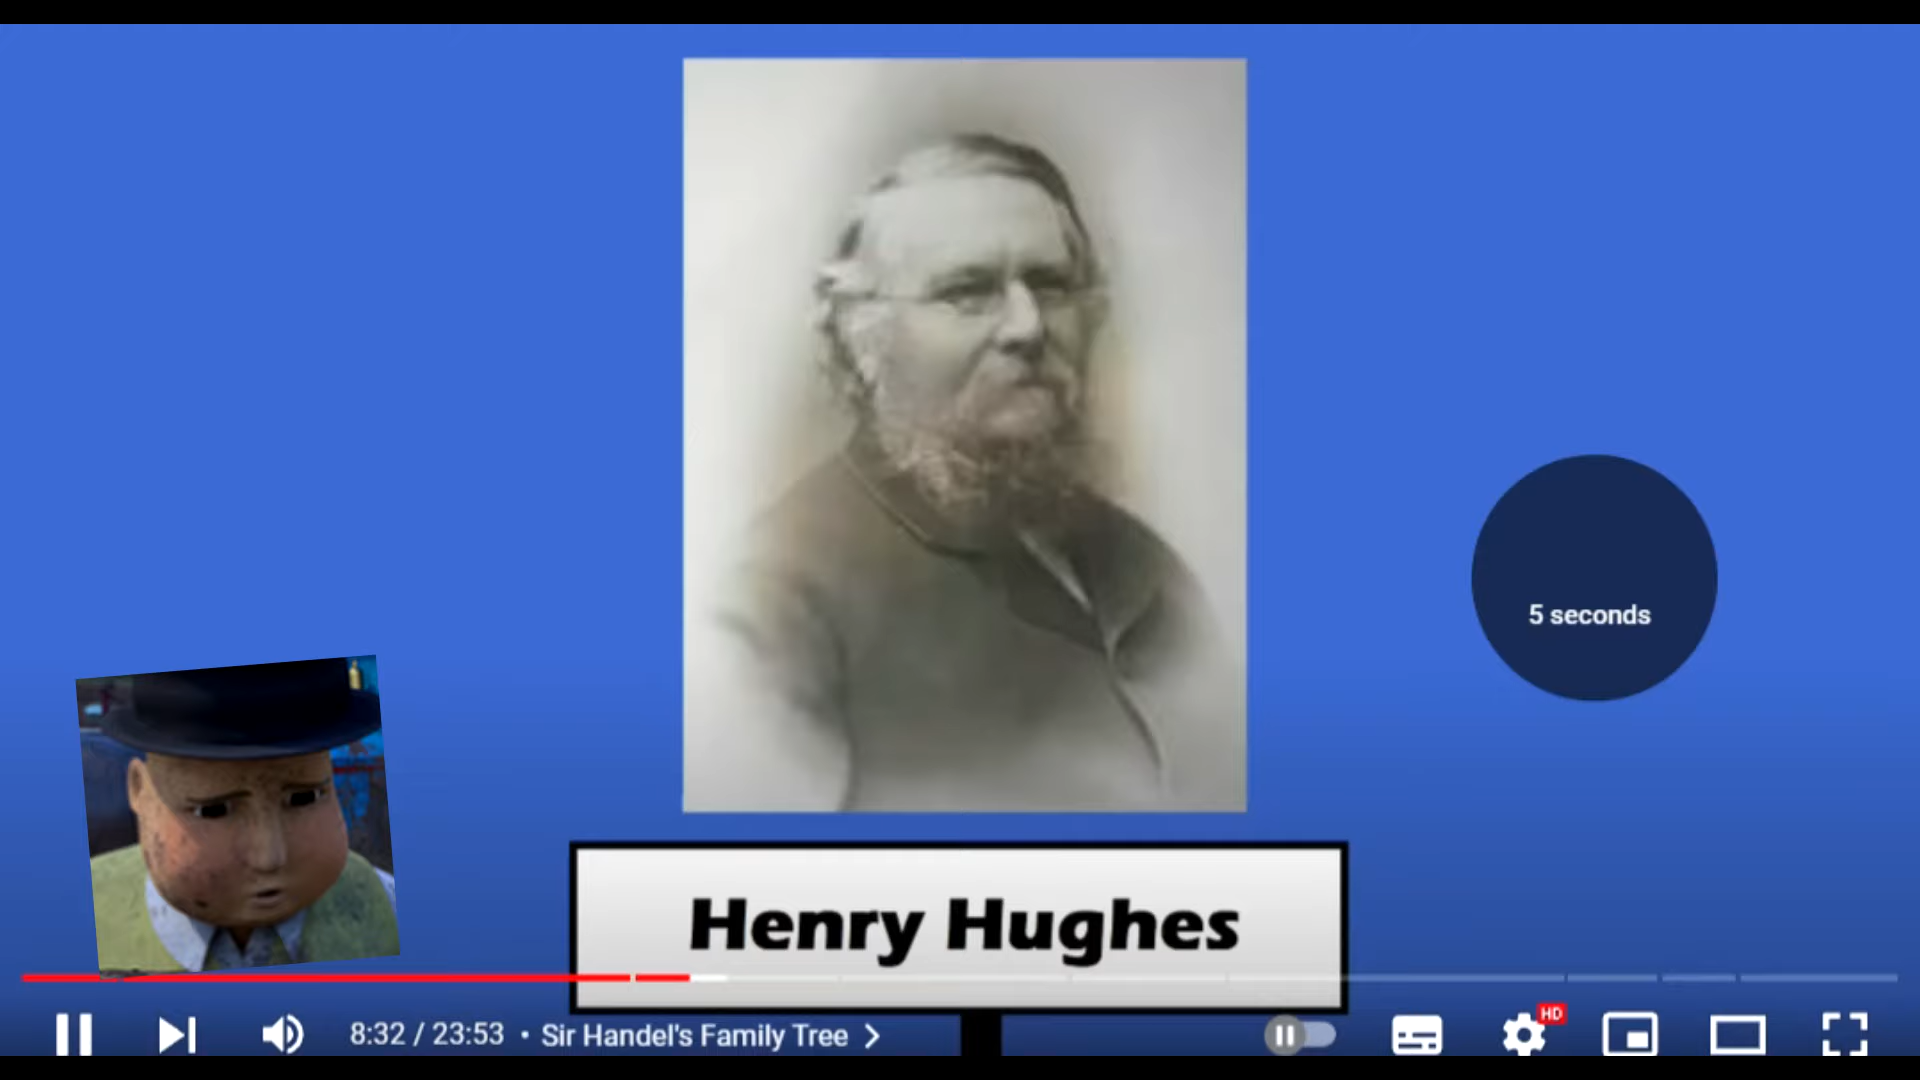 5 seconds
Henry Hughes
8:32 / 23:53 • Sir Handel's Family Tree
HD